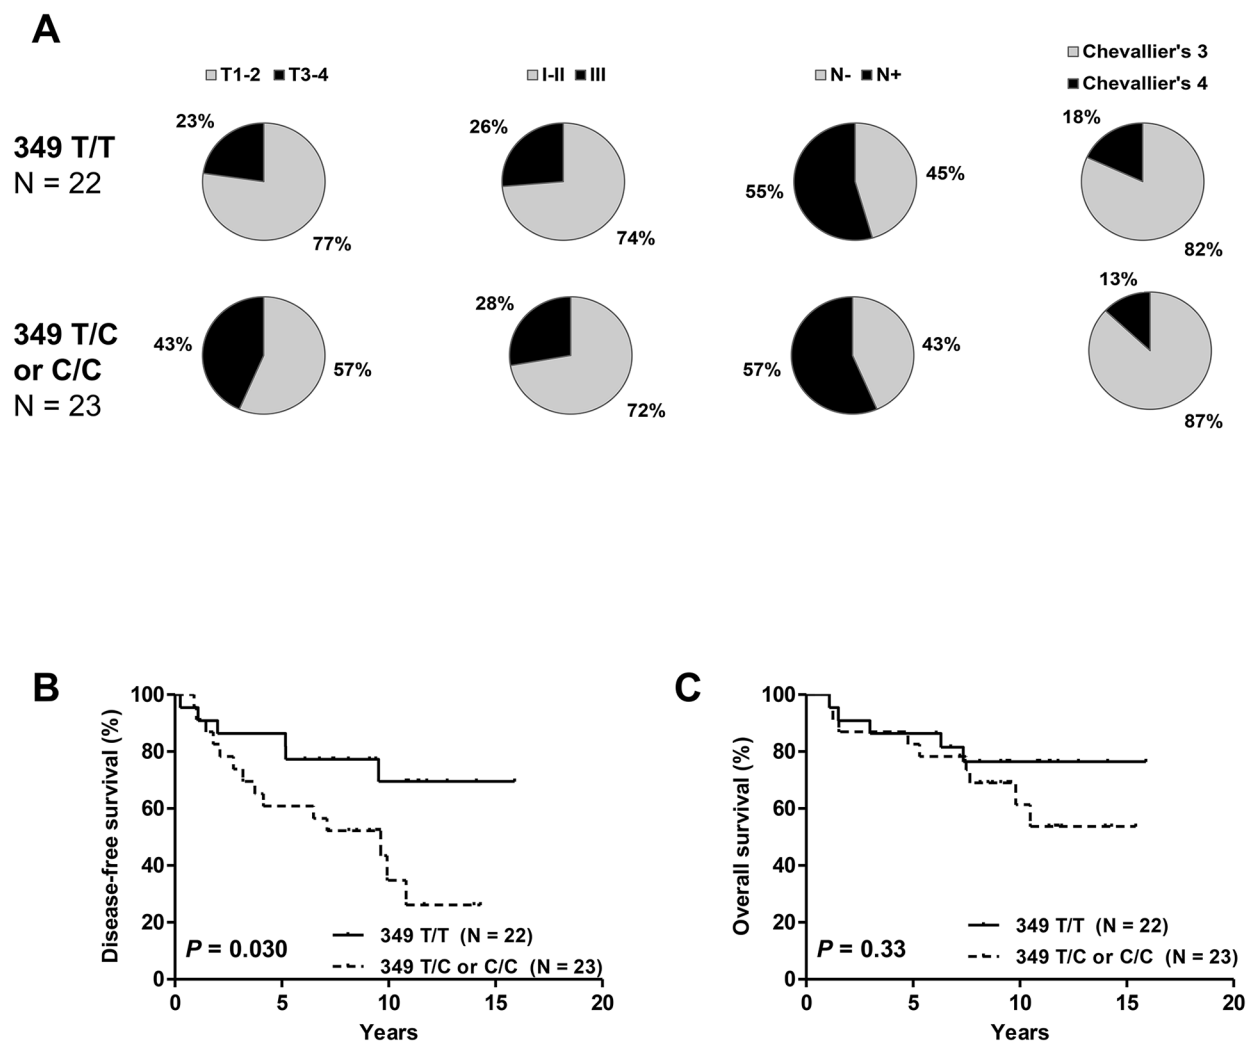 A
T1-2 T3-4
I-II III
N- N+
Chevallier's 3
Chevallier's 4
349 T/T
N = 22
23%
77%
26%
74%
55%
45%
18%
82%
349 T/C
or C/C
N = 23
43%
57%
28%
72%
57%
43%
13%
87%
B
Disease-free survival (%)
100
80
60
40
20
0
0 5 10 15 20
Years
P = 0.030
349 T/T (N = 22)
349 T/C or C/C (N = 23)
C
Overall survival (%)
100
80
60
40
20
0
0 5 10 15 20
Years
P = 0.33
349 T/T (N = 22)
349 T/C or C/C (N = 23)